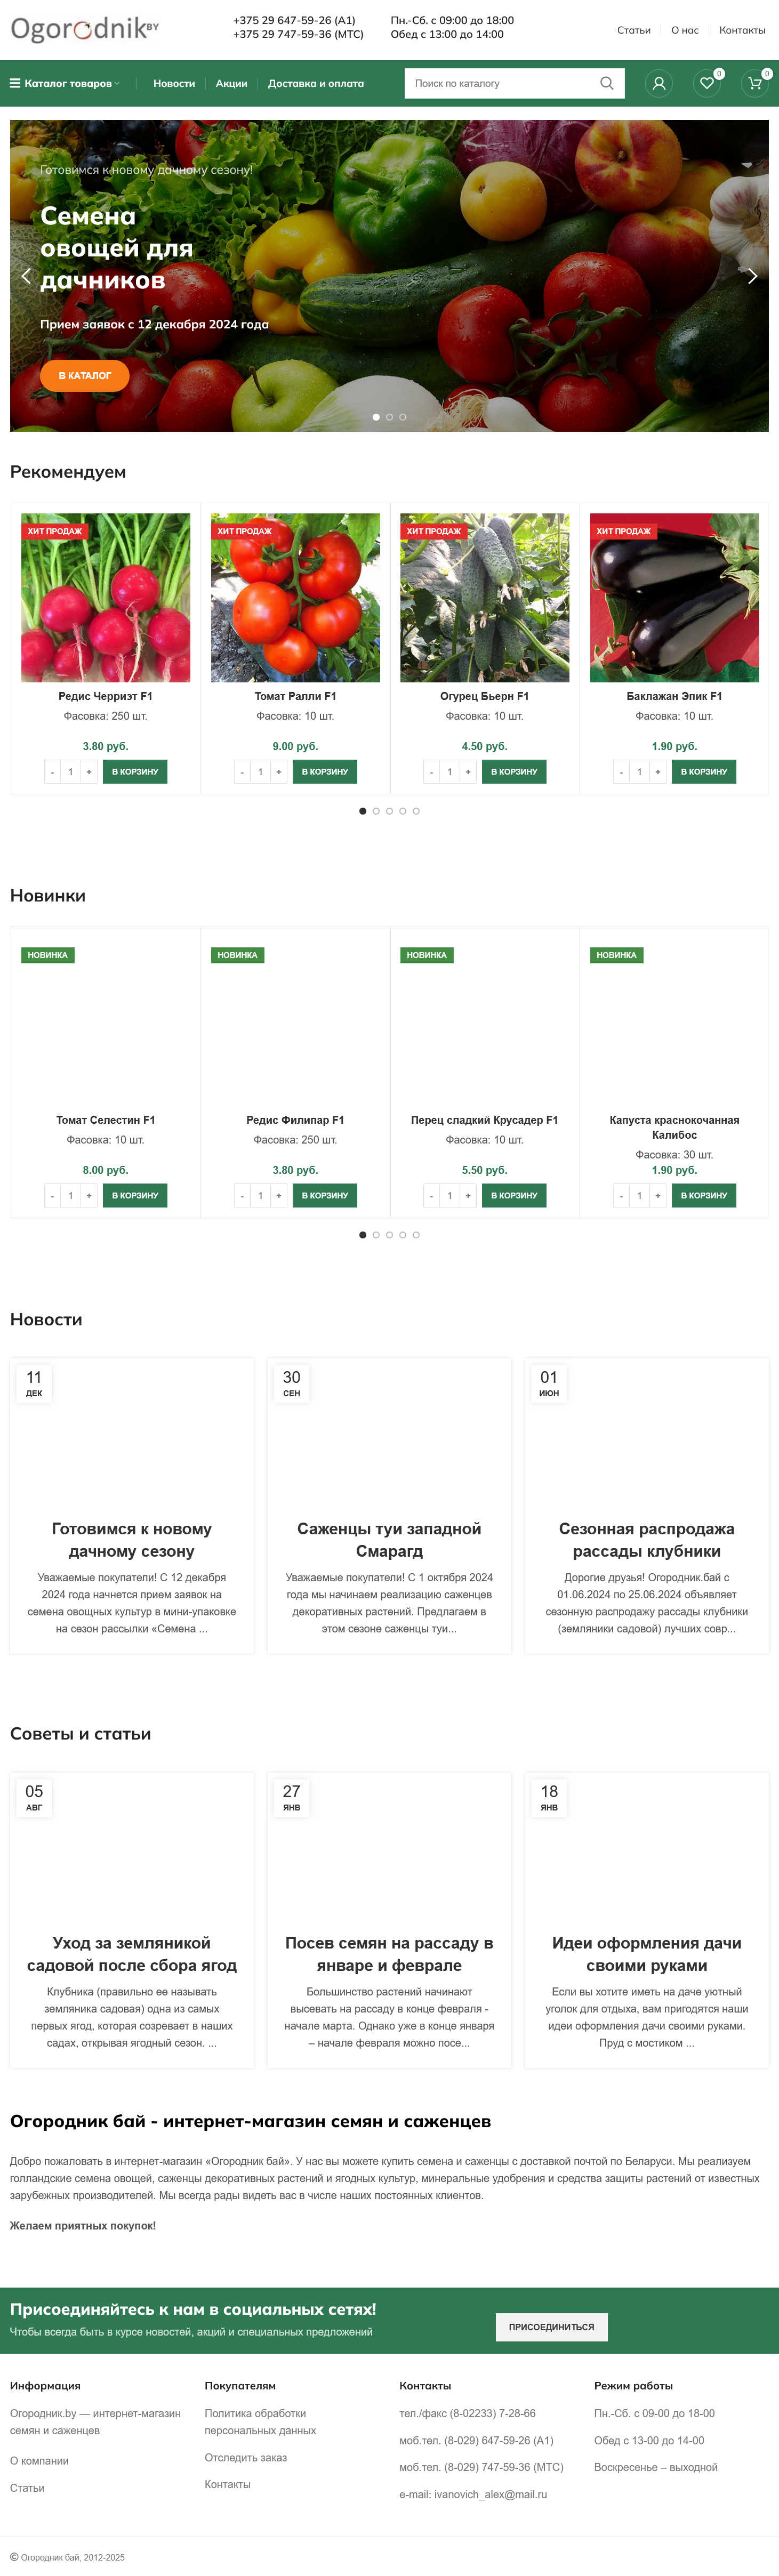 OgorodnikBY
+375 29 647-59-26 (А1)
+375 29 747-59-36 (МТС)
Пн.-Сб. с 09:00 до 18:00
Обед с 13:00 до 14:00
Статьи
О нас
Контакты
Каталог товаров
Новости
Акции
Доставка и оплата
Поиск по каталогу
0
0
Готовимся к новому дачному сезону!
Семена
овощей для
дачников
Прием заявок с 12 декабря 2024 года
В КАТАЛОГ
Рекомендуем
ХИТ ПРОДАЖ
Редис Черриэт F1
Фасовка: 250 шт.
3.80 руб.
- 1 + В КОРЗИНУ
ХИТ ПРОДАЖ
Томат Ралли F1
Фасовка: 10 шт.
9.00 руб.
- 1 + В КОРЗИНУ
ХИТ ПРОДАЖ
Огурец Бьерн F1
Фасовка: 10 шт.
4.50 руб.
- 1 + В КОРЗИНУ
ХИТ ПРОДАЖ
Баклажан Эпик F1
Фасовка: 10 шт.
1.90 руб.
- 1 + В КОРЗИНУ
Новинки
НОВИНКА
Томат Селестин F1
Фасовка: 10 шт.
8.00 руб.
- 1 + В КОРЗИНУ
НОВИНКА
Редис Филипар F1
Фасовка: 250 шт.
3.80 руб.
- 1 + В КОРЗИНУ
НОВИНКА
Перец сладкий Крусадер F1
Фасовка: 10 шт.
5.50 руб.
- 1 + В КОРЗИНУ
НОВИНКА
Капуста краснокочанная
Калибос
Фасовка: 30 шт.
1.90 руб.
- 1 + В КОРЗИНУ
Новости
11
ДЕК
Готовимся к новому
дачному сезону
Уважаемые покупатели! С 12 декабря
2024 года начнется прием заявок на
семена овощных культур в мини-упаковке
на сезон рассылки «Семена ...
30
СЕН
Саженцы туи западной
Смарагд
Уважаемые покупатели! С 1 октября 2024
года мы начинаем реализацию саженцев
декоративных растений. Предлагаем в
этом сезоне саженцы туи...
01
ИЮН
Сезонная распродажа
рассады клубники
Дорогие друзья! Огородник.бай с
01.06.2024 по 25.06.2024 объявляет
сезонную распродажу рассады клубники
(земляники садовой) лучших совр...
Советы и статьи
05
АВГ
Уход за земляникой
садовой после сбора ягод
Клубника (правильно ее называть
земляника садовая) одна из самых
первых ягод, которая созревает в наших
садах, открывая ягодный сезон. ...
27
ЯНВ
Посев семян на рассаду в
январе и феврале
Большинство растений начинают
высевать на рассаду в конце февраля -
начале марта. Однако уже в конце января
– начале февраля можно посе...
18
ЯНВ
Идеи оформления дачи
своими руками
Если вы хотите иметь на даче уютный
уголок для отдыха, вам пригодятся наши
идеи оформления дачи своими руками.
Пруд с мостиком ...
Огородник бай - интернет-магазин семян и саженцев
Добро пожаловать в интернет-магазин «Огородник бай». У нас вы можете купить семена и саженцы с доставкой почтой по Беларуси. Мы реализуем
голландские семена овощей, саженцы декоративных растений и ягодных культур, минеральные удобрения и средства защиты растений от известных
зарубежных производителей. Мы всегда рады видеть вас в числе наших постоянных клиентов.
Желаем приятных покупок!
Присоединяйтесь к нам в социальных сетях!
Чтобы всегда быть в курсе новостей, акций и специальных предложений
ПРИСОЕДИНИТЬСЯ
Информация
Огородник.by — интернет-магазин
семян и саженцев
О компании
Статьи
Покупателям
Политика обработки
персональных данных
Отследить заказ
Контакты
Контакты
тел./факс (8-02233) 7-28-66
моб.тел. (8-029) 647-59-26 (А1)
моб.тел. (8-029) 747-59-36 (МТС)
e-mail: ivanovich_alex@mail.ru
Режим работы
Пн.-Сб. с 09-00 до 18-00
Обед с 13-00 до 14-00
Воскресенье – выходной
© Огородник бай, 2012-2025